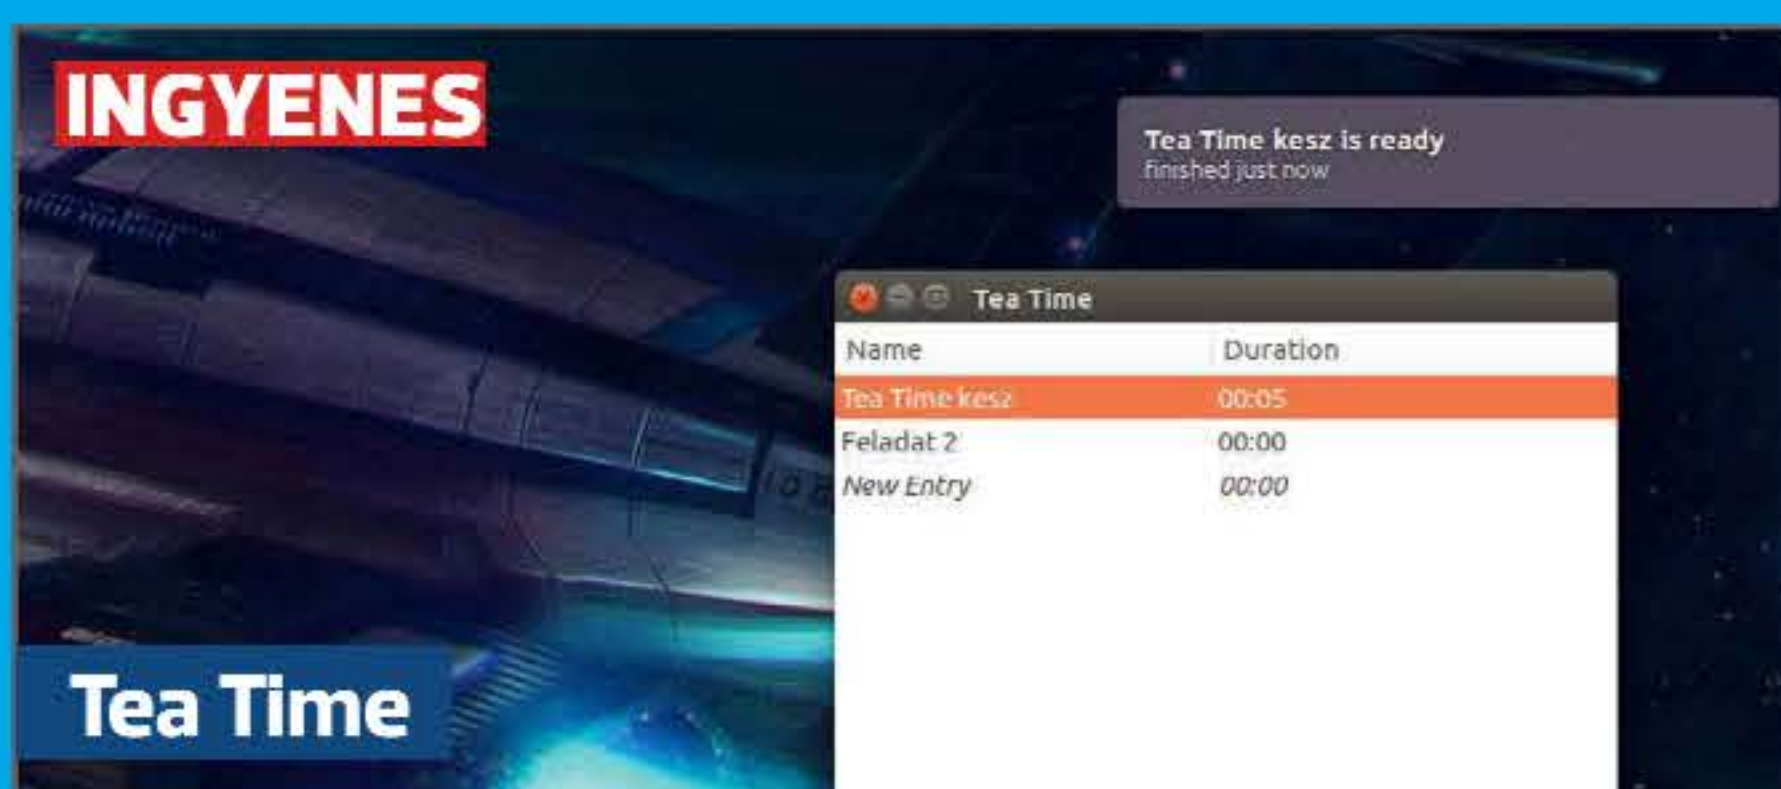 INGYENES
Tea Time kesz is ready
finished just now
Tea Time
Name Duration
Tea Time kesz 00:05
Feladat 2 00:00
New Entry 00:00
Tea Time